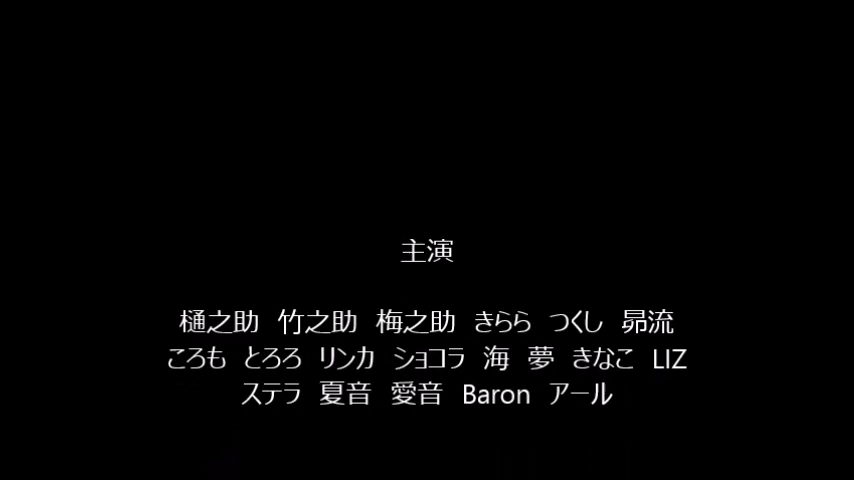 主演
樋之助 竹之助 梅之助 きらら つくし 昴流
ころも とろろ リンカ ショコラ 海 夢 きなこ LIZ
ステラ 夏音 愛音 Baron アール